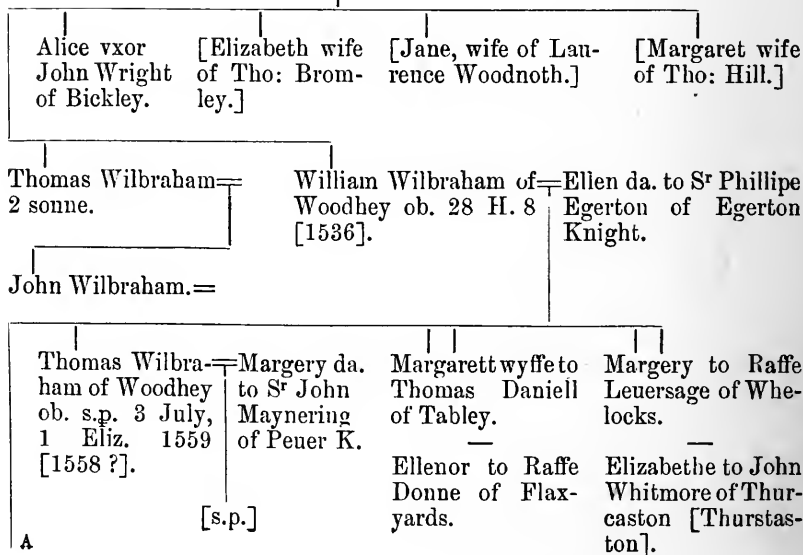 Alice vxor
John Wright
of Bickley.
[Elizabeth wife
of Tho: Brom-
ley.]
[Jane, wife of Lau-
rence Woodnoth.]
[Margaret wife
of Tho: Hill.]
Thomas Wilbraham=
2 sonne.
William Wilbraham of=
Woodhey ob. 28 H. 8
[1536].
Ellen da. to Sr Phillipe
Egerton of Egerton
Knight.
John Wilbraham.=
Thomas Wilbra-=
ham of Woodhey
ob. s.p. 3 July,
1 Eliz. 1559
[1558 ?].
Margery da.
to Sr John
Maynering
of Peuer K.
[s.p.]
Margarett wyffe to
Thomas Daniell
of Tabley.
—
Ellenor to Raffe
Donne of Flax-
yards.
Margery to Raffe
Leuersage of Whe-
locks.
—
Elizabethe to John
Whitmore of Thur-
caston [Thurstas-
ton].
A